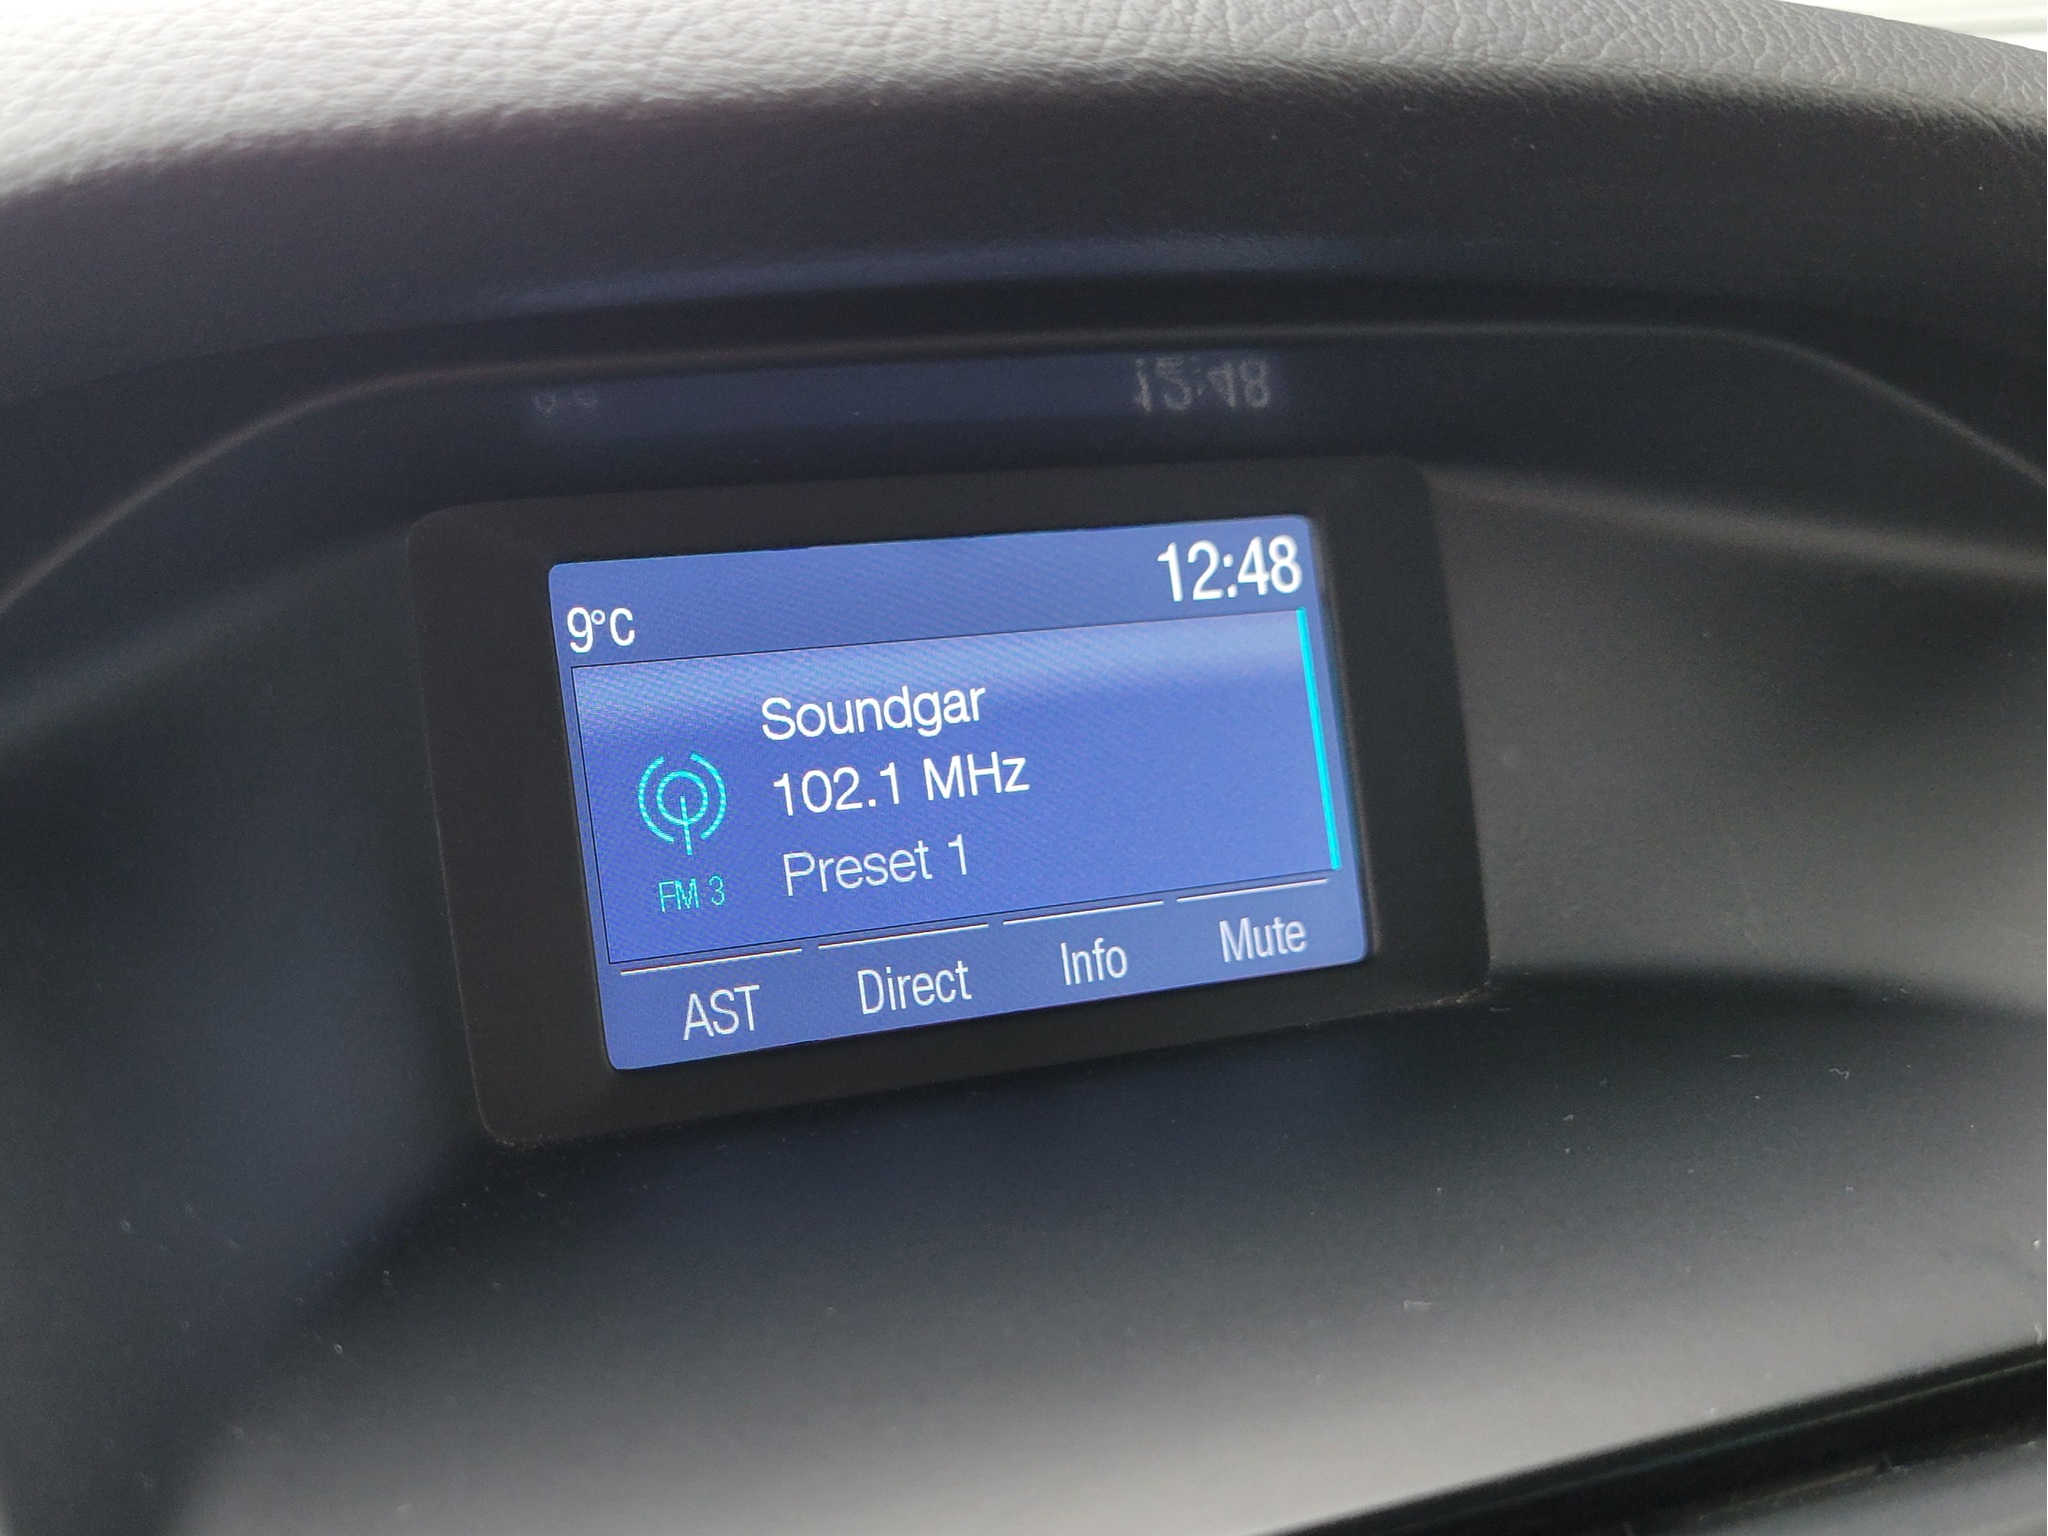 12:48
9°C
Soundgar
102.1 MHz
Preset 1
FM 3
AST Direct Info Mute